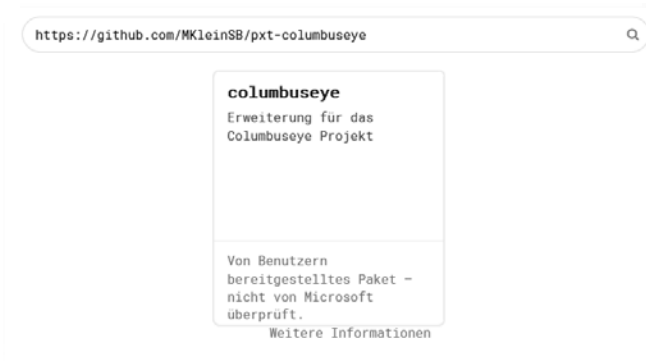 https://github.com/MKleinSB/pxt-columbuseye
columbuseye
Erweiterung für das
Columbuseye Projekt
Von Benutzern
bereitgestelltes Paket –
nicht von Microsoft
überprüft.
Weitere Informationen